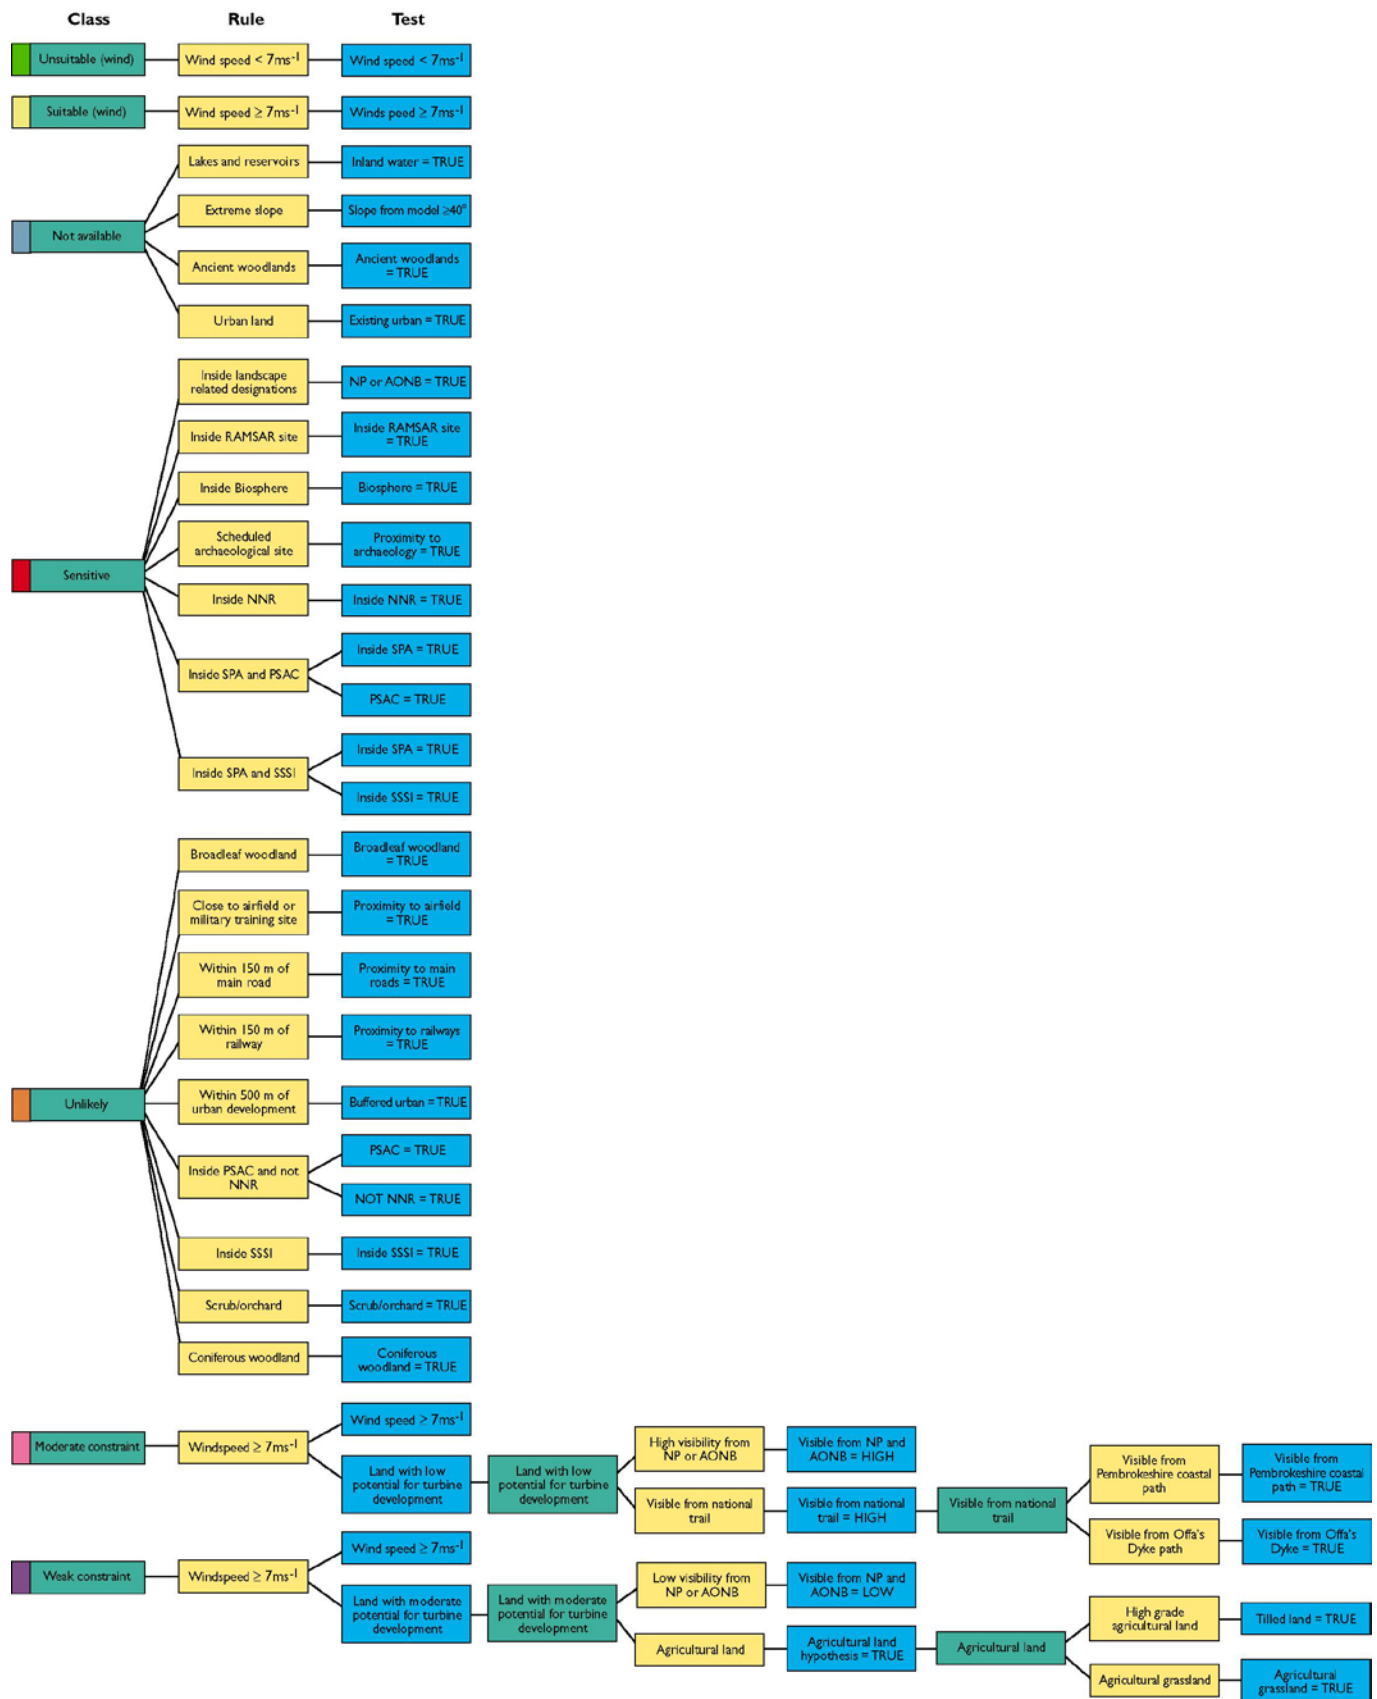 Class Rule Test
Unsuitable (wind) Wind speed < 7ms-1 Wind speed < 7ms-1
Suitable (wind) Wind speed ≥ 7ms-1 Winds peed ≥ 7ms-1
Not available
Lakes and reservoirs Inland water = TRUE
Extreme slope Slope from model ≥40°
Ancient woodlands
Ancient woodlands
= TRUE
Urban land Existing urban = TRUE
Sensitive
Inside landscape
related designations
NP or AONB = TRUE
Inside RAMSAR site
Inside RAMSAR site
= TRUE
Inside Biosphere Biosphere = TRUE
Scheduled
archaeological site
Proximity to
archaeology = TRUE
Inside NNR Inside NNR = TRUE
Inside SPA and PSAC
Inside SPA = TRUE
PSAC = TRUE
Inside SPA and SSSI
Inside SPA = TRUE
Inside SSSI = TRUE
Unlikely
Broadleaf woodland
Broadleaf woodland
= TRUE
Close to airfield or
military training site
Proximity to airfield
= TRUE
Within 150 m of
main road
Proximity to main
roads = TRUE
Within 150 m of
railway
Proximity to railways
= TRUE
Within 500 m of
urban development
Buffered urban = TRUE
Inside PSAC and not
NNR
PSAC = TRUE
NOT NNR = TRUE
Inside SSSI Inside SSSI = TRUE
Scrub/orchard Scrub/orchard = TRUE
Coniferous woodland
Coniferous
woodland = TRUE
Moderate constraint Windspeed ≥ 7ms-1
Wind speed ≥ 7ms-1
Land with low
potential for turbine
development
Land with low
potential for turbine
development
High visibility from
NP or AONB
Visible from NP and
AONB = HIGH
Visible from national
trail
Visible from national
trail = HIGH
Visible from national
trail
Visible from
Pembrokeshire coastal
path
Visible from
Pembrokeshire coastal
path = TRUE
Visible from Offa's
Dyke path
Visible from Offa's
Dyke = TRUE
Weak constraint Windspeed ≥ 7ms-1
Wind speed ≥ 7ms-1
Land with moderate
potential for turbine
development
Land with moderate
potential for turbine
development
Low visibility from
NP or AONB
Visible from NP and
AONB = LOW
Agricultural land
Agricultural land
hypothesis = TRUE
Agricultural land
High grade
agricultural land
Tilled land = TRUE
Agricultural grassland
Agricultural
grassland = TRUE